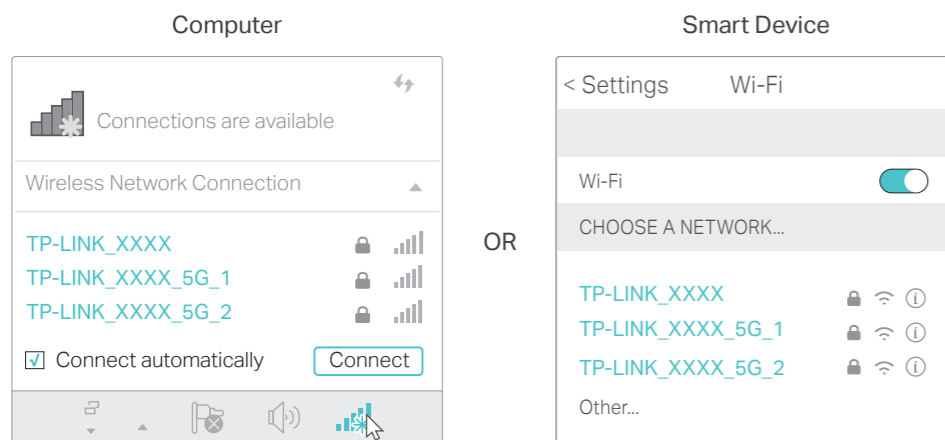 Computer
Connections are available
Wireless Network Connection
TP-LINK_XXXX
TP-LINK_XXXX_5G_1
TP-LINK_XXXX_5G_2
Connect automatically
Connect
OR
Smart Device
< Settings Wi-Fi
Wi-Fi
CHOOSE A NETWORK...
TP-LINK_XXXX
TP-LINK_XXXX_5G_1
TP-LINK_XXXX_5G_2
Other...